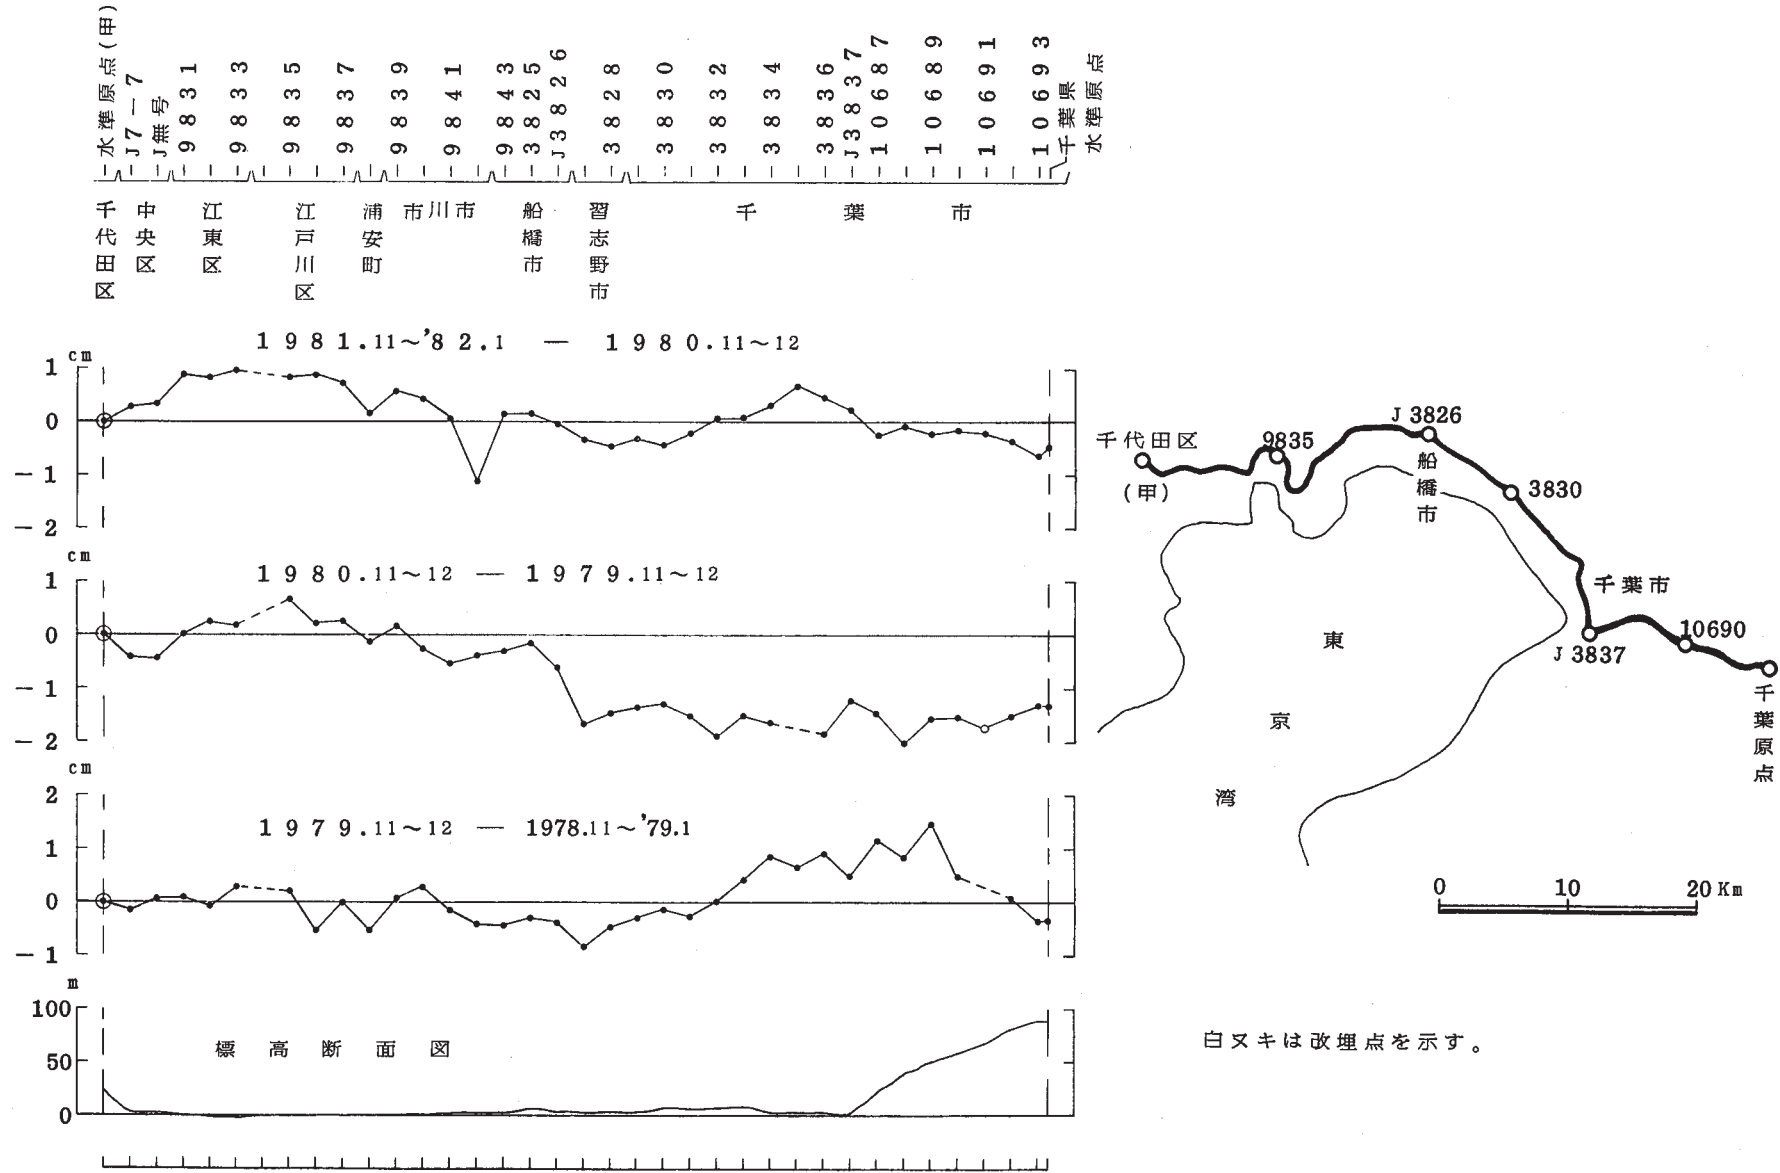 水準原点(甲)
J7－7
J無号
9831
9833
9835
9837
9839
9841
9843
3825
J3826
3828
3830
3832
3834
3836
J3837
10687
10689
10691
10693
千葉県
水準原点
千代田区
中央区
江東区
江戸川区
浦安町
市川市
船橋市
習志野市
千葉市
1981.11～'82.1 — 1980.11～12
cm
1
0
－1
－2
1980.11～12 — 1979.11～12
cm
1
0
－1
－2
1979.11～12 — 1978.11～'79.1
cm
2
1
0
－1
標高断面図
m
100
50
0
千代田区
(甲)
9835
J 3826
船橋市
3830
千葉市
J 3837
10690
千葉原点
東京湾
0 10 20 Km
白ヌキは改埋点を示す。